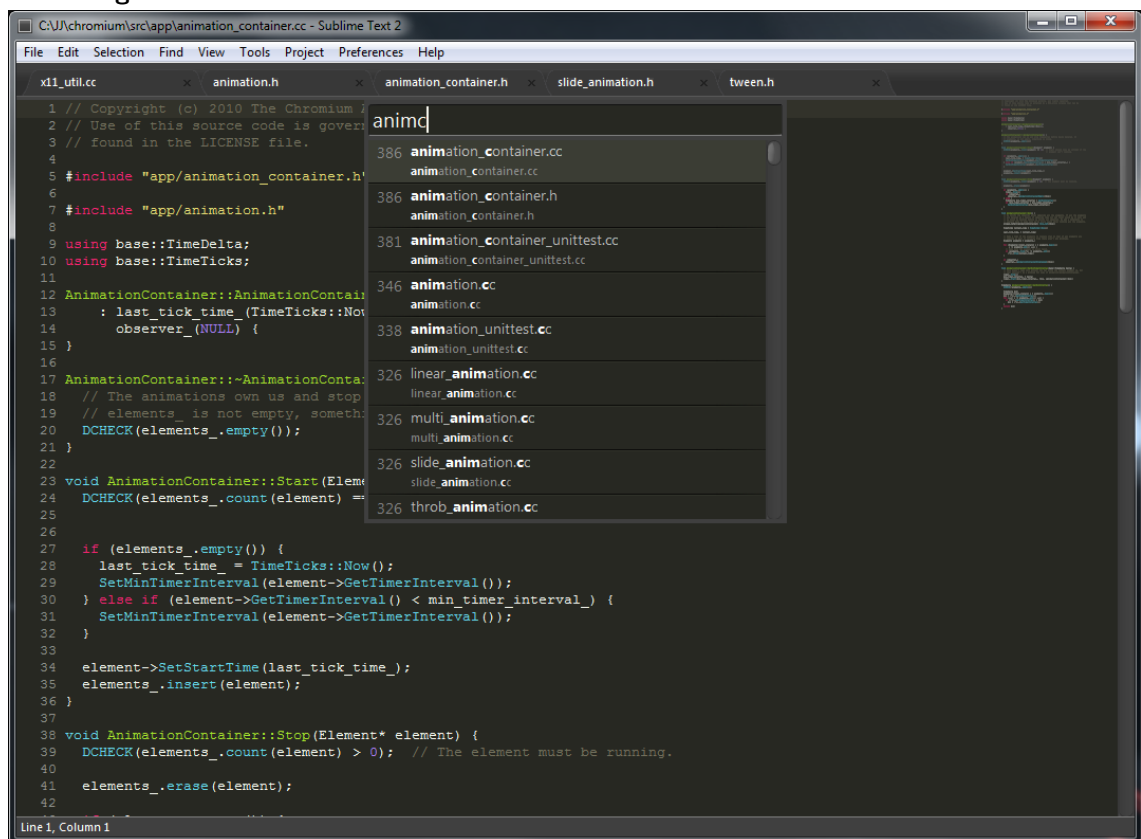 C:\JJ\chromium\src\app\animation_container.cc - Sublime Text 2
File Edit Selection Find View Tools Project Preferences Help
x11_util.cc × animation.h × animation_container.h × slide_animation.h × tween.h ×
animc
386 animation_container.cc
animation_container.cc
386 animation_container.h
animation_container.h
381 animation_container_unittest.cc
animation_container_unittest.cc
346 animation.cc
animation.cc
338 animation_unittest.cc
animation_unittest.cc
326 linear_animation.cc
linear_animation.cc
326 multi_animation.cc
multi_animation.cc
326 slide_animation.cc
slide_animation.cc
326 throb_animation.cc
1 // Copyright (c) 2010 The Chromium
2 // Use of this source code is gover
3 // found in the LICENSE file.
4
5 #include "app/animation_container.h"
6
7 #include "app/animation.h"
8
9 using base::TimeDelta;
10 using base::TimeTicks;
11
12 AnimationContainer::AnimationContai
13 : last_tick_time_(TimeTicks::Now
14 observer_(NULL) {
15 }
16
17 AnimationContainer::~AnimationConta
18 // The animations own us and stop
19 // elements_ is not empty, someth
20 DCHECK(elements_.empty());
21 }
22
23 void AnimationContainer::Start(Eleme
24 DCHECK(elements_.count(element) ==
25
26
27 if (elements_.empty()) {
28 last_tick_time_ = TimeTicks::Now();
29 SetMinTimerInterval(element->GetTimerInterval());
30 } else if (element->GetTimerInterval() < min_timer_interval_) {
31 SetMinTimerInterval(element->GetTimerInterval());
32 }
33
34 element->SetStartTime(last_tick_time_);
35 elements_.insert(element);
36 }
37
38 void AnimationContainer::Stop(Element* element) {
39 DCHECK(elements_.count(element) > 0); // The element must be running.
40
41 elements_.erase(element);
42
Line 1, Column 1